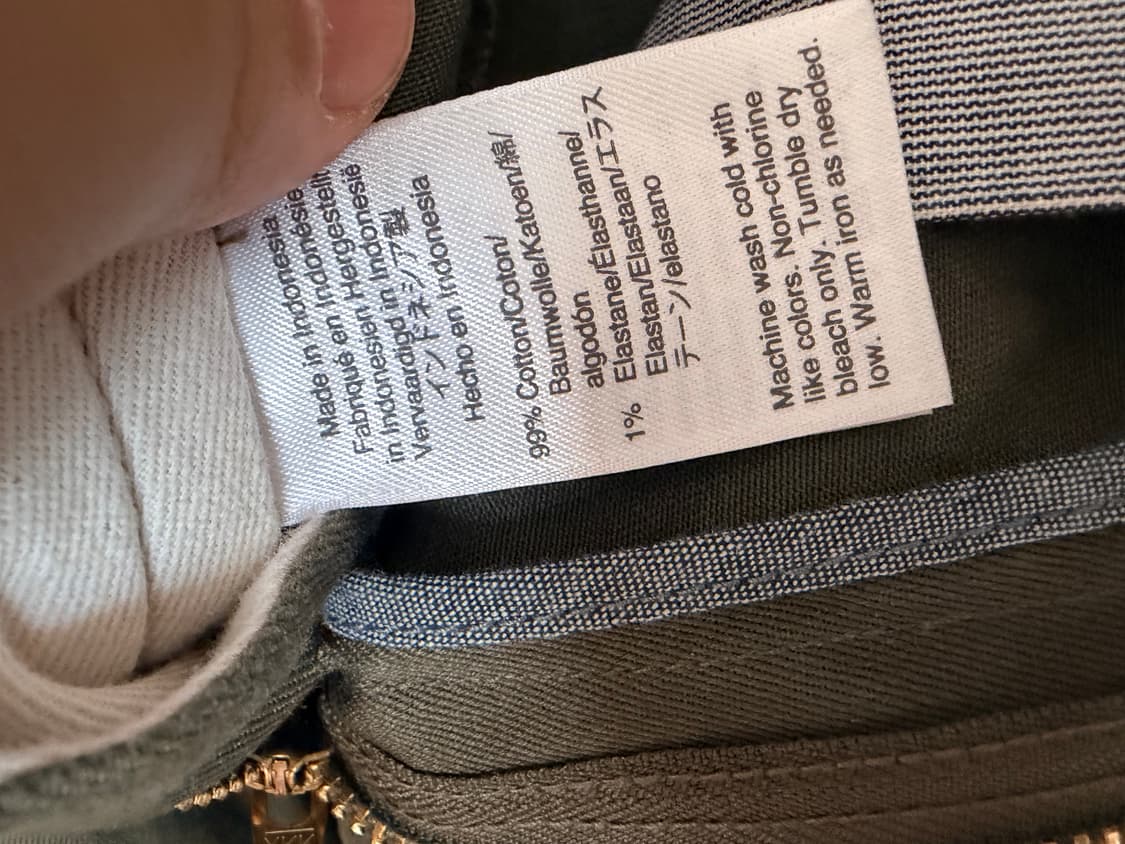 Made in Indonesia
Fabriqué en Indonésie
in Indonesien Hergestellt
Vervaardigd in Indonesië
インドネシア製
Hecho en Indonesia
99% Cotton/Coton/
Baumwolle/Katoen/綿/
algodón
1% Elastane/Élasthanne/
Elastan/Elastaan/エラス
テーン/elastano
Machine wash cold with
like colors. Non-chlorine
bleach only. Tumble dry
low. Warm iron as needed.